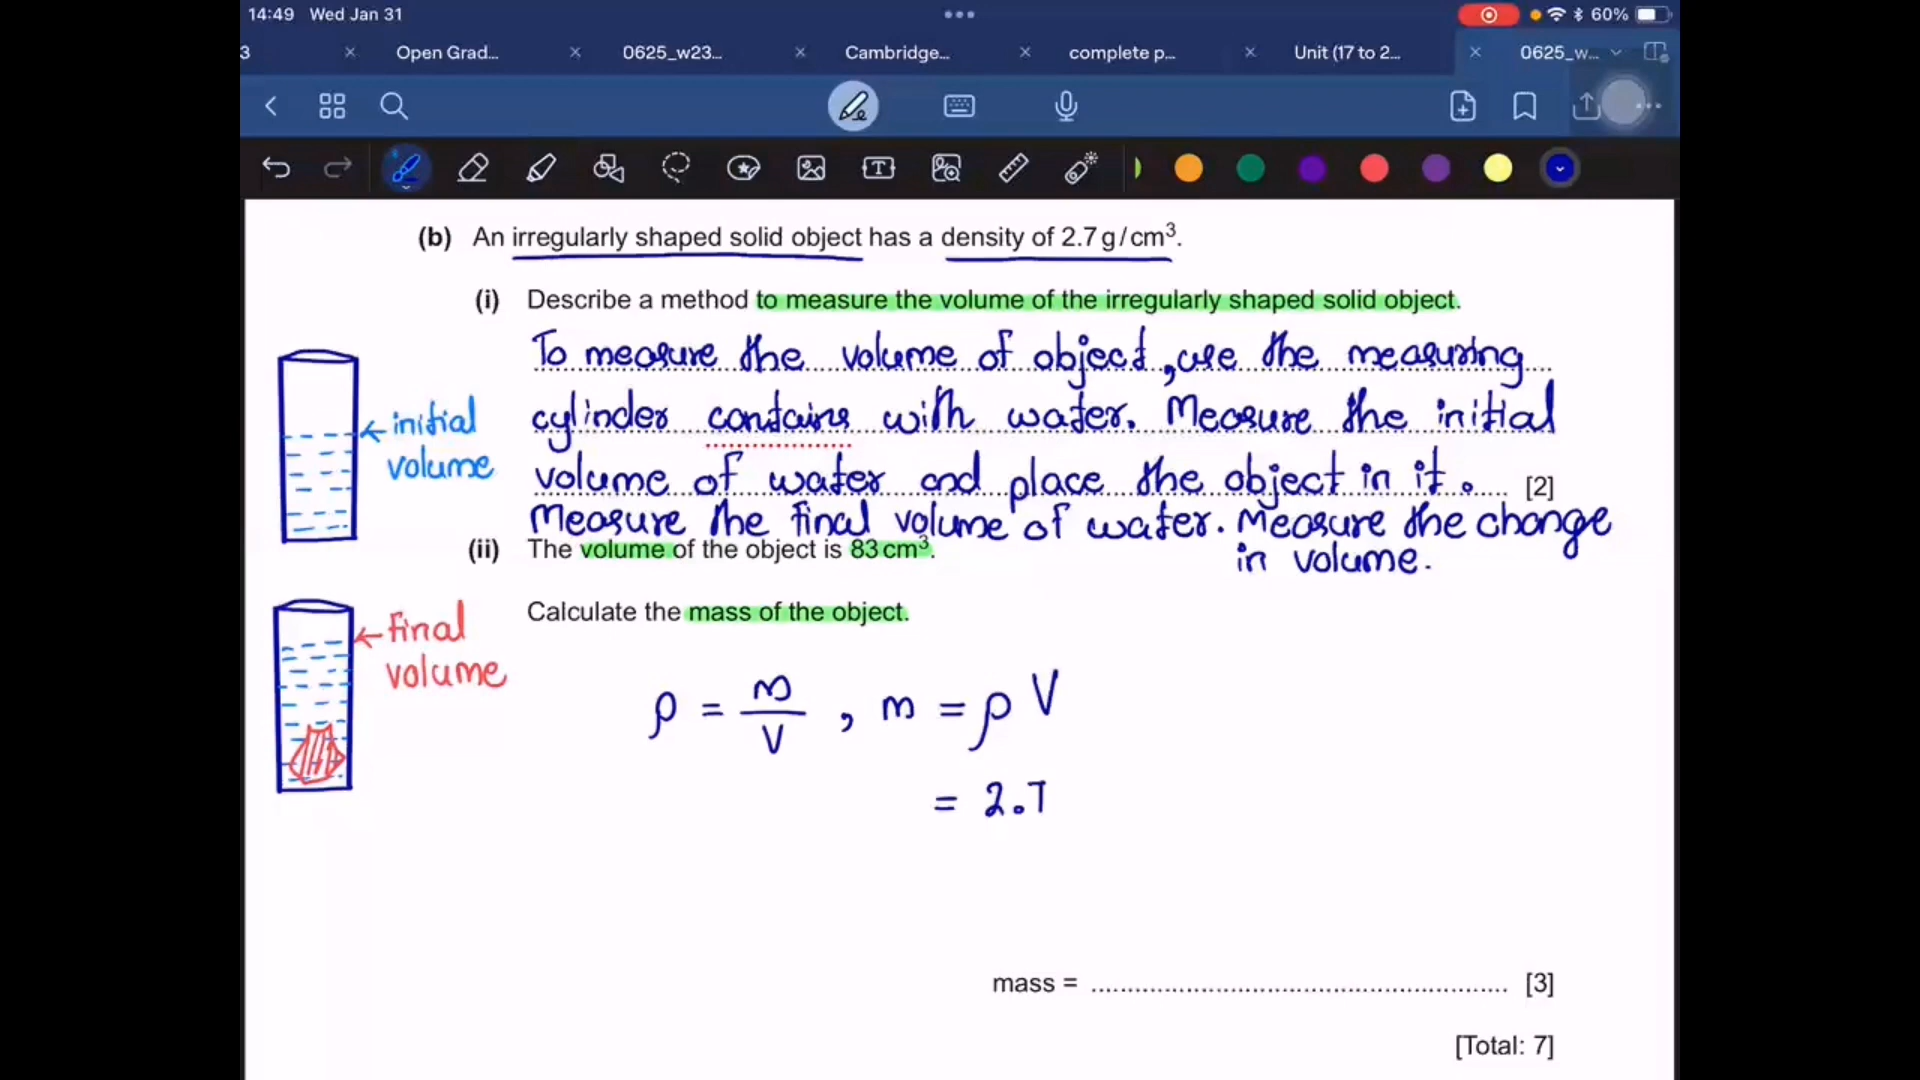 14:49 Wed Jan 31
60%
3
Open Grad...
0625_w23...
Cambridge...
complete p...
Unit (17 to 2...
0625_w...
(b) An irregularly shaped solid object has a density of 2.7 g/cm³.
(i) Describe a method to measure the volume of the irregularly shaped solid object.
To measure the volume of object, use the measuring
cylinder contains with water. Measure the initial
volume of water and place the object in it. [2]
Measure the final volume of water. Measure the change
in volume.
initial
volume
(ii) The volume of the object is 83 cm³.
Calculate the mass of the object.
final
volume
ρ = m/V , m = ρ V
= 2.7
mass = ........................................................... [3]
[Total: 7]